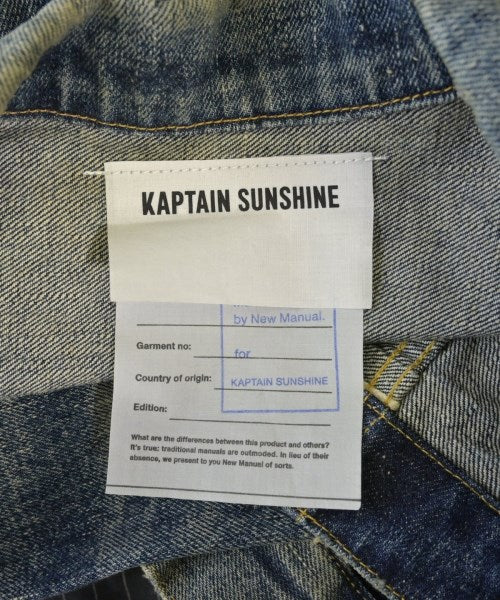 KAPTAIN SUNSHINE
by New Manual.
Garment no:
for
Country of origin:
KAPTAIN SUNSHINE
Edition:
What are the differences between this product and others?
It's true: traditional manuals are outmoded. In lieu of their
absence, we present to you New Manual of sorts.